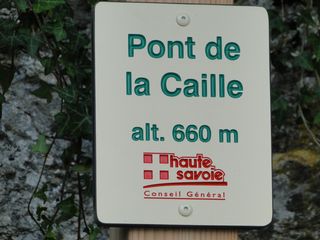 Pont de
la Caille
alt. 660 m
haute
savoie
Conseil Général